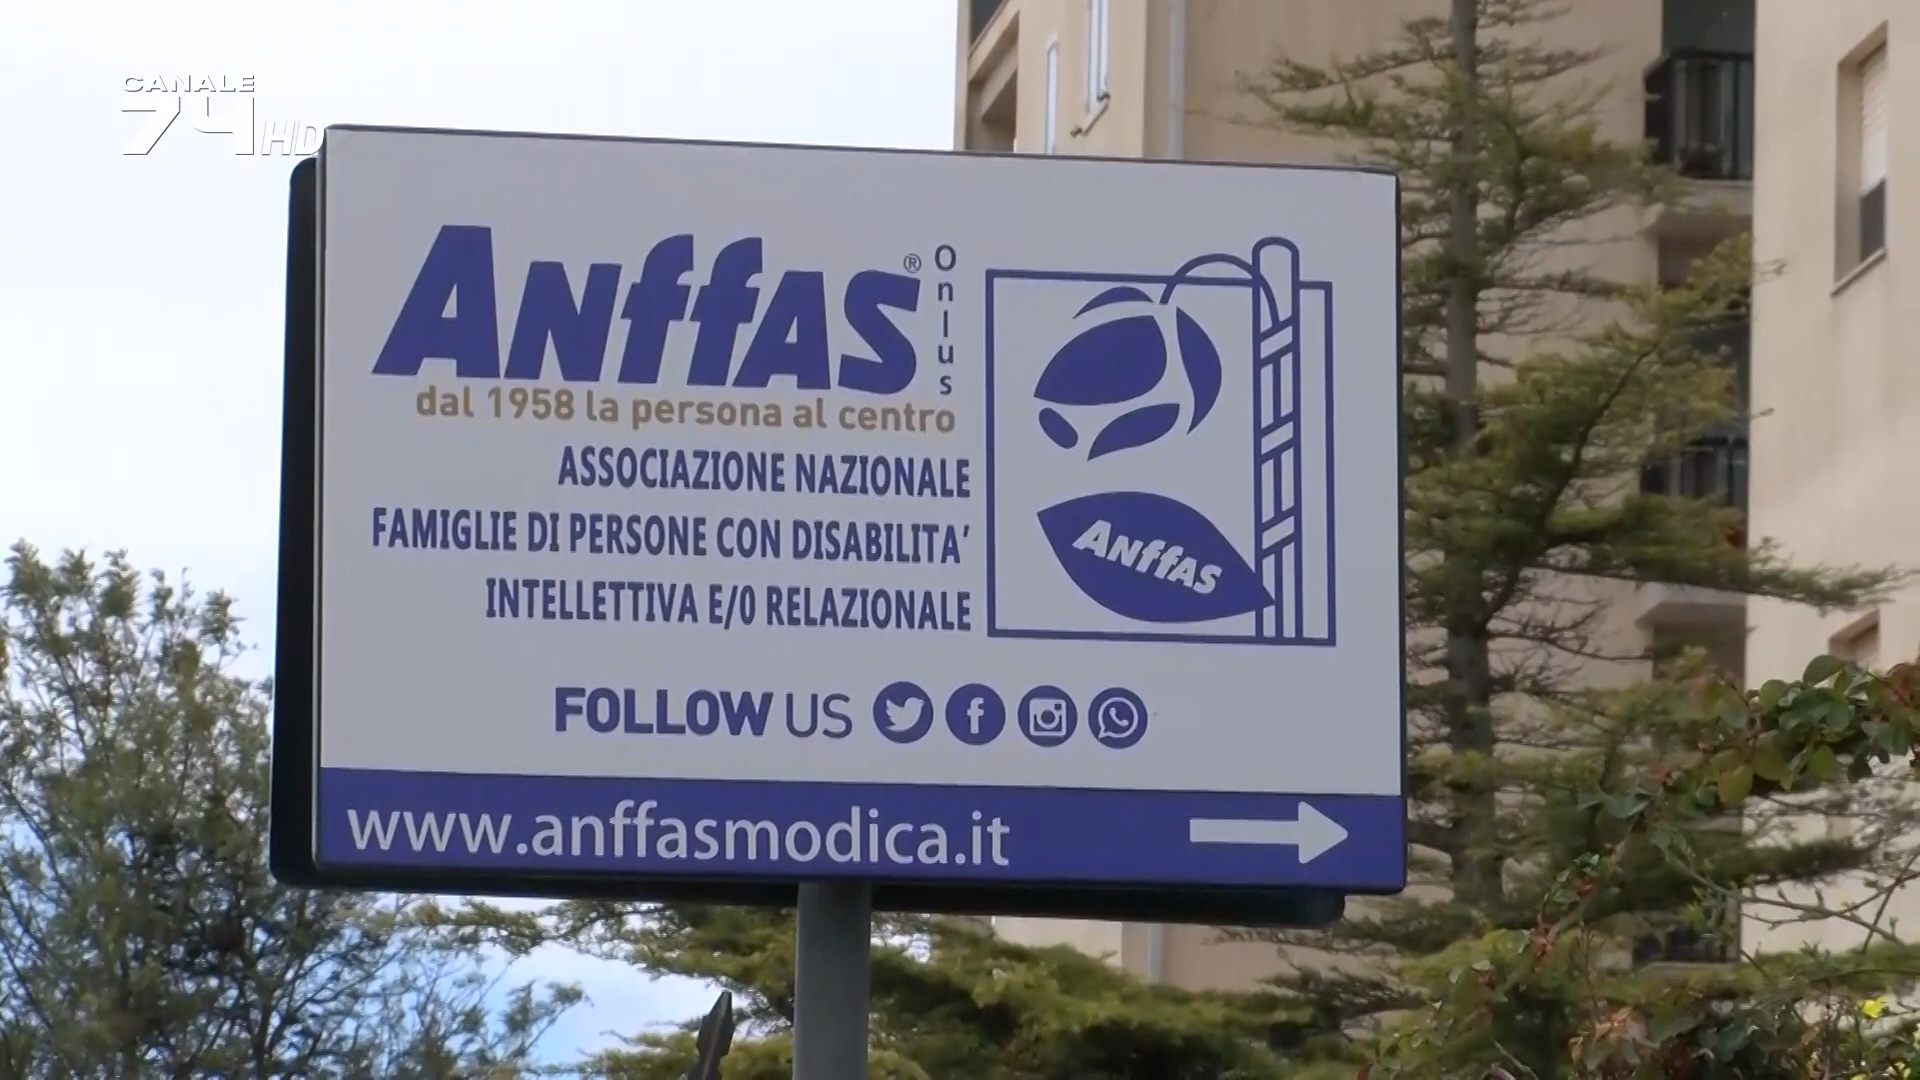 CANALE
74 HD
ANffAS® Onlus
dal 1958 la persona al centro
ASSOCIAZIONE NAZIONALE
FAMIGLIE DI PERSONE CON DISABILITA'
INTELLETTIVA E/O RELAZIONALE
ANffAS
FOLLOW US
www.anffasmodica.it